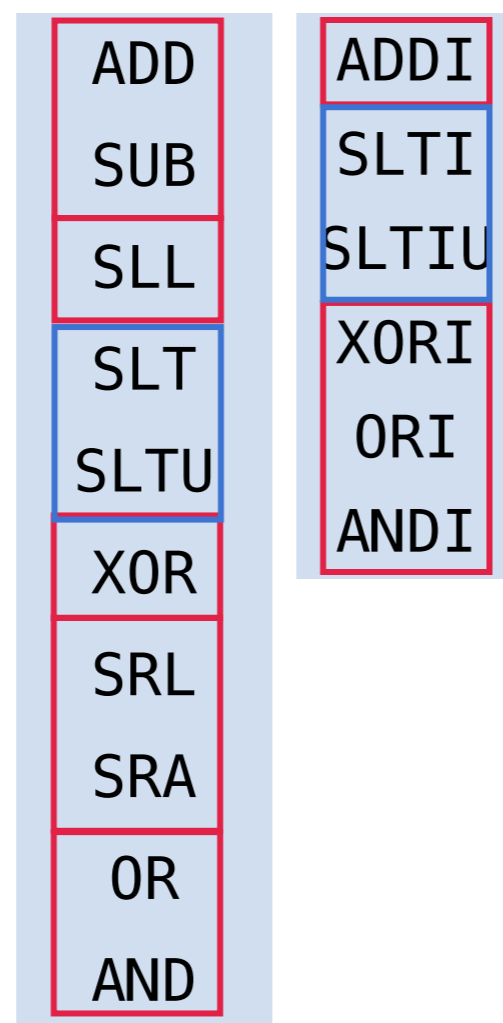 ADD
SUB
SLL
SLT
SLTU
XOR
SRL
SRA
OR
AND
ADDI
SLTI
SLTIU
XORI
ORI
ANDI